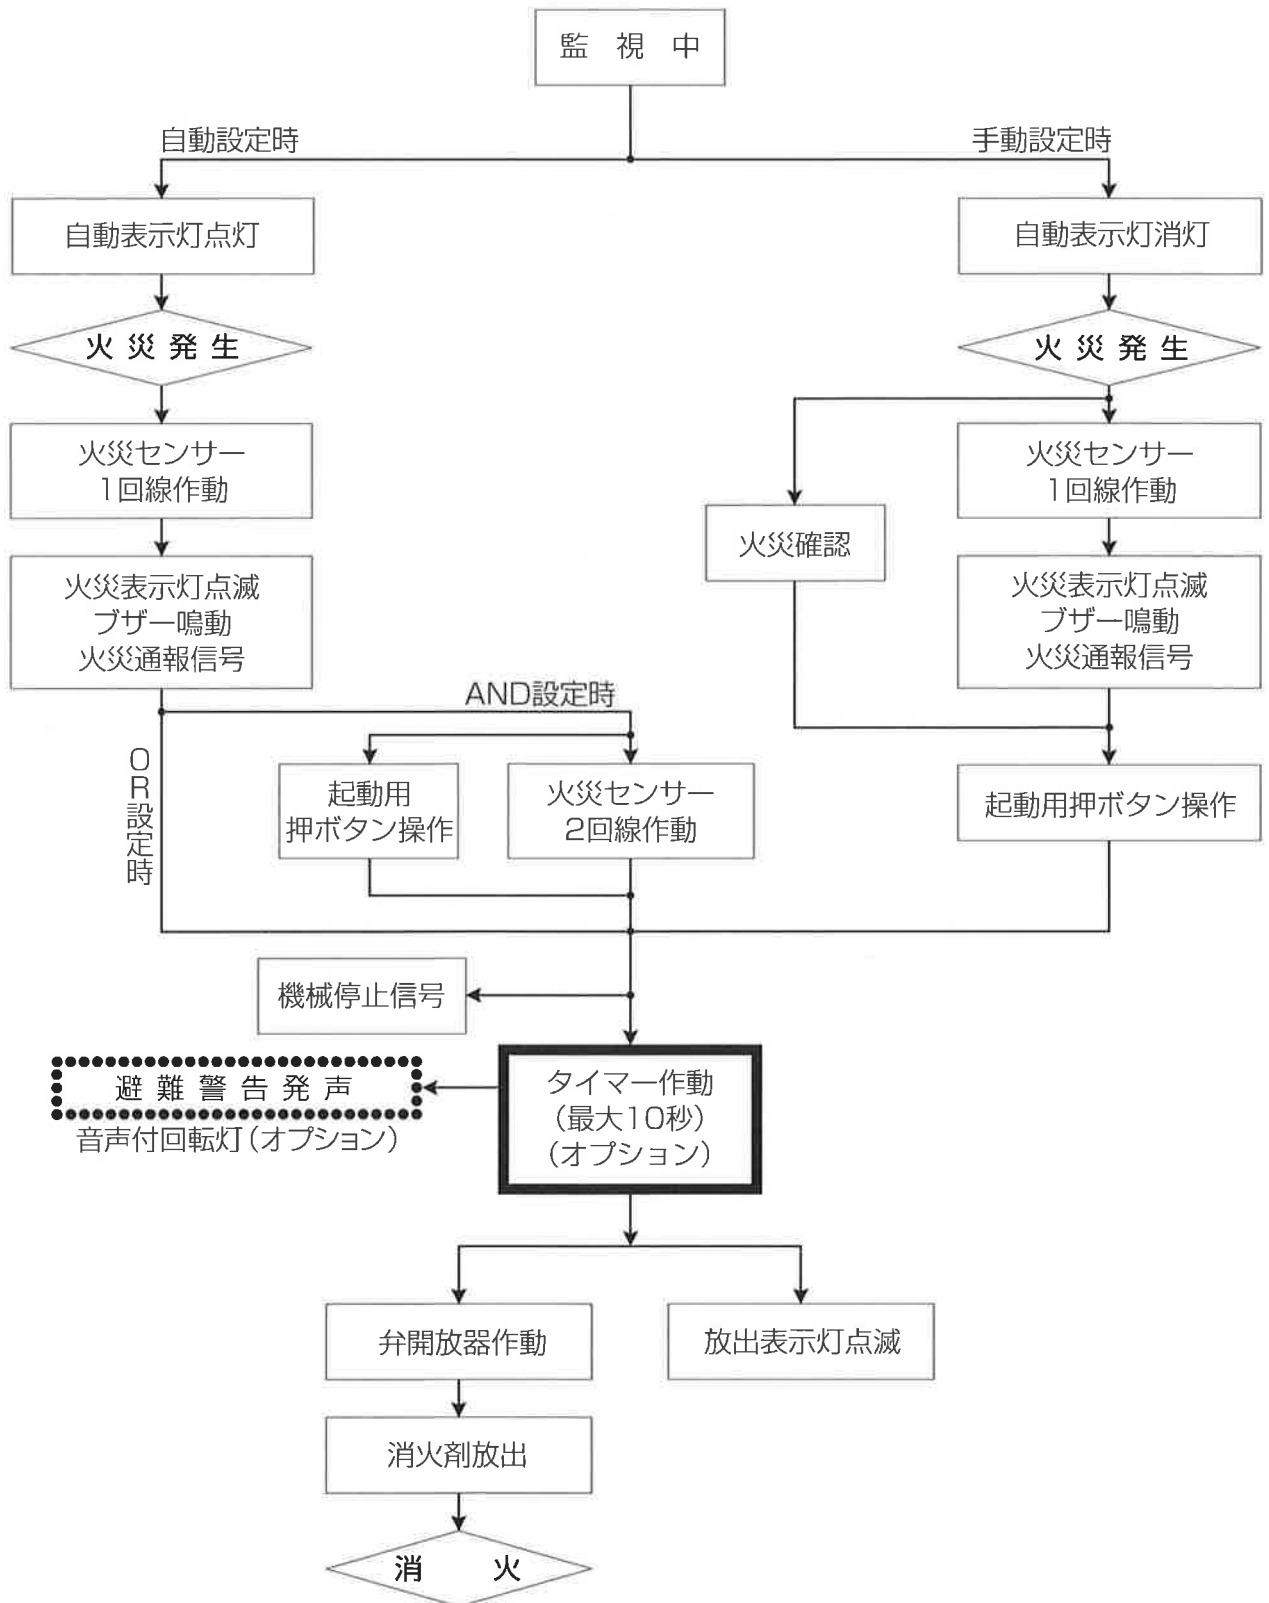 監視中
自動設定時
手動設定時
自動表示灯点灯
自動表示灯消灯
火災発生
火災発生
火災センサー
1回線作動
火災センサー
1回線作動
火災確認
火災表示灯点滅
ブザー鳴動
火災通報信号
火災表示灯点滅
ブザー鳴動
火災通報信号
AND設定時
OR設定時
起動用
押ボタン操作
火災センサー
2回線作動
起動用押ボタン操作
機械停止信号
避難警告発声
音声付回転灯(オプション)
タイマー作動
(最大10秒)
(オプション)
弁開放器作動
放出表示灯点滅
消火剤放出
消火